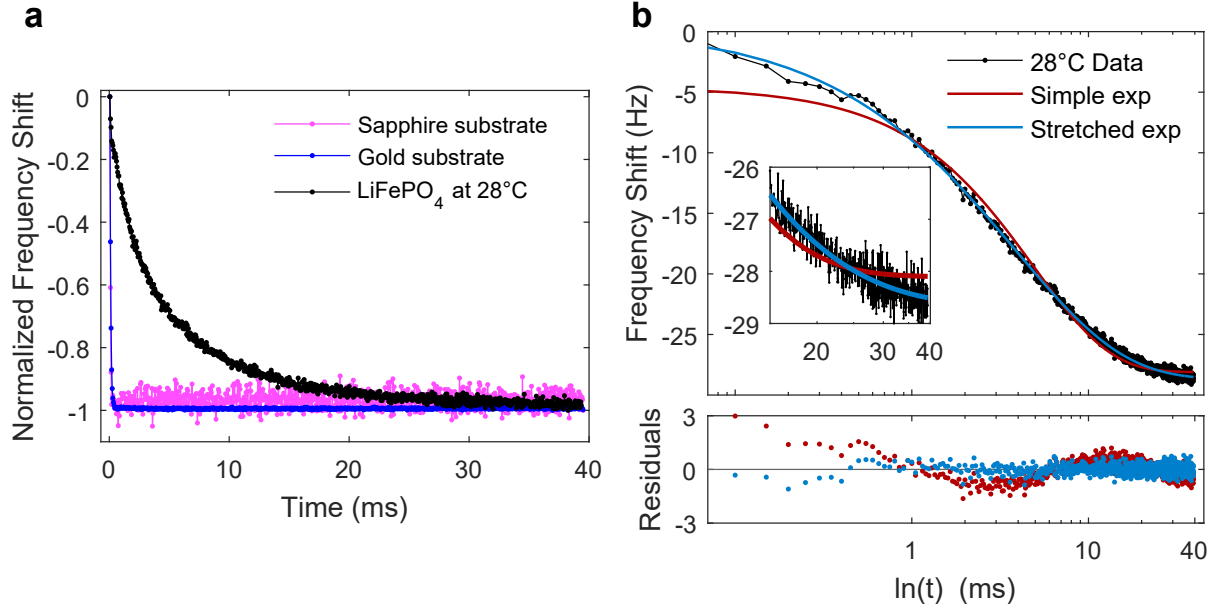 a
Normalized Frequency Shift
0
-0.2
-0.4
-0.6
-0.8
-1
Sapphire substrate
Gold substrate
LiFePO₄ at 28°C
0
10
20
30
40
Time (ms)
b
Frequency Shift (Hz)
0
-5
-10
-15
-20
-25
28°C Data
Simple exp
Stretched exp
-26
-27
-28
-29
20
30
40
Residuals
3
0
-3
1
10
40
ln(t) (ms)